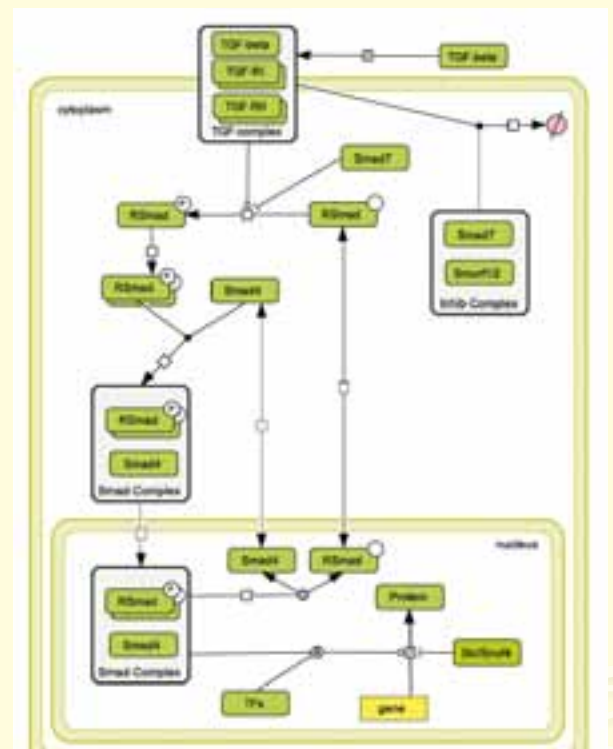 TGF-beta
TGF-RI
TGF-RII
TGF complex
TGF-beta
cytoplasm
Smad7
RSmad
P
RSmad
RSmad
P
Smad4
Smad7
Smurf1/2
Inhib Complex
RSmad
P
Smad4
Smad Complex
nucleus
Smad4
RSmad
RSmad
P
Smad4
Smad Complex
Protein
TFs
gene